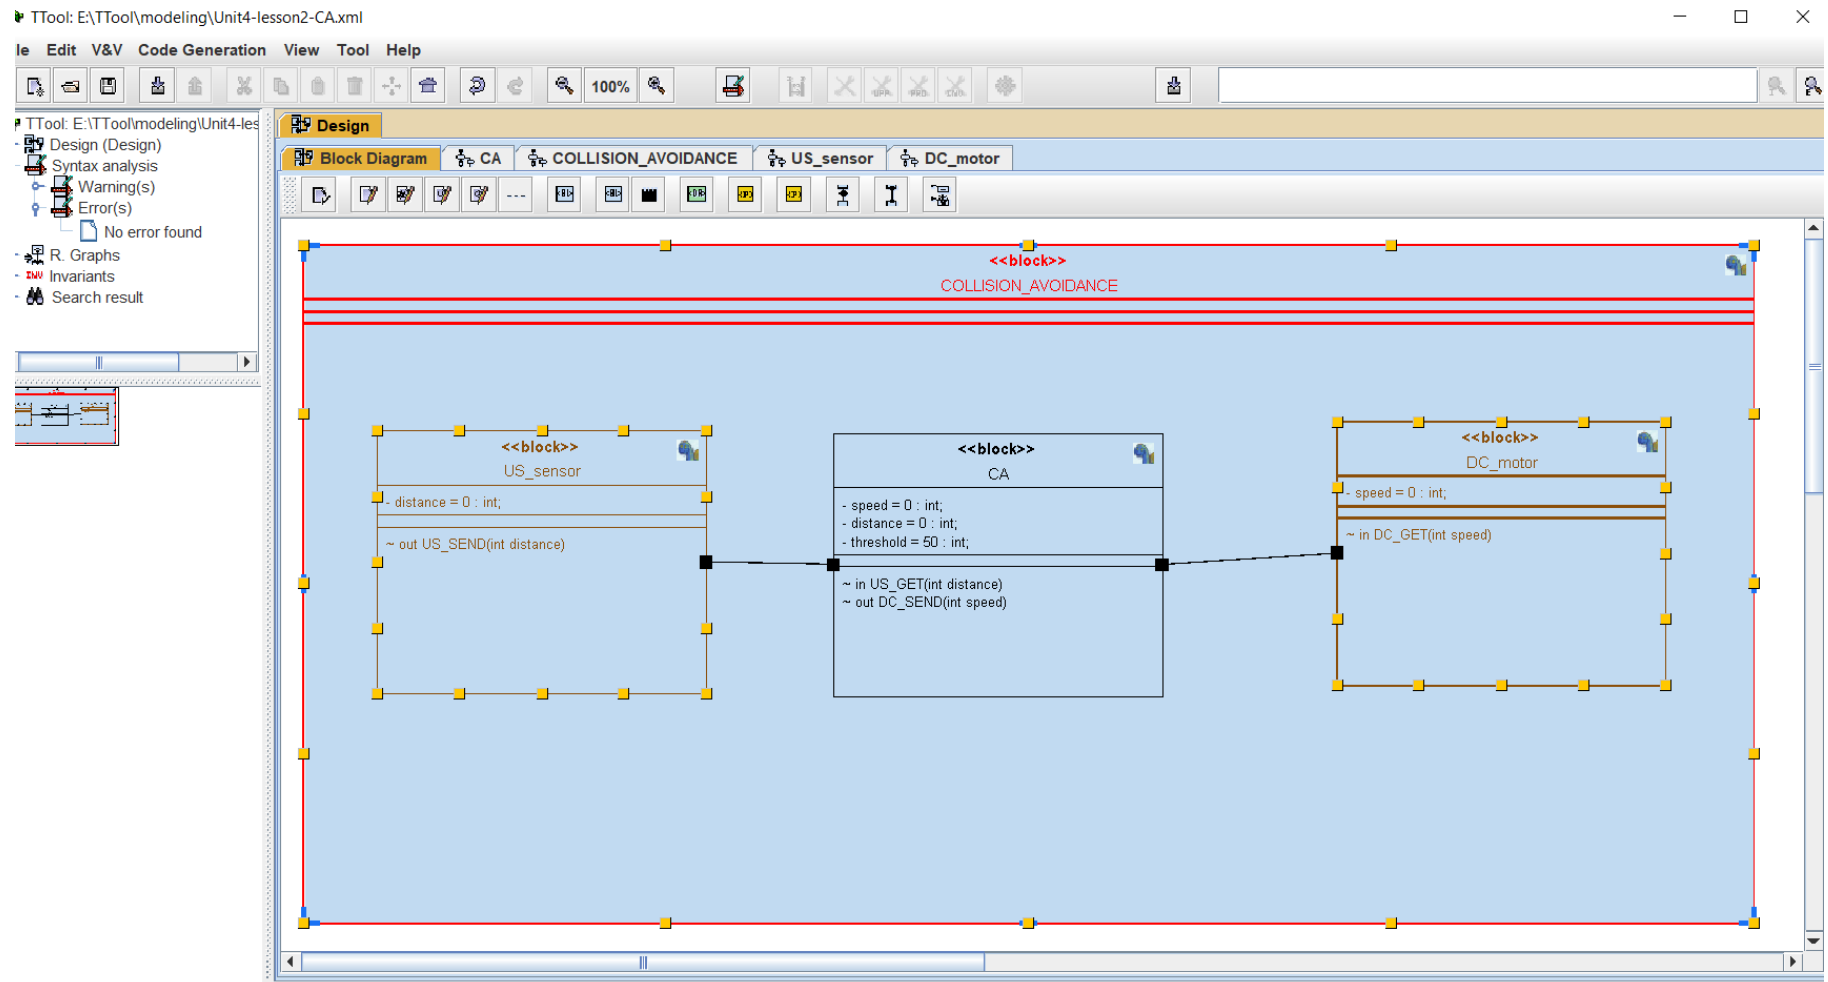 TTool: E:\TTool\modeling\Unit4-lesson2-CA.xml
le Edit V&V Code Generation View Tool Help
100%
TTool: E:\TTool\modeling\Unit4-les
Design (Design)
Syntax analysis
Warning(s)
Error(s)
No error found
R. Graphs
INV Invariants
Search result
Design
Block Diagram CA COLLISION_AVOIDANCE US_sensor DC_motor
<<block>>
COLLISION_AVOIDANCE
<<block>>
US_sensor
- distance = 0 : int;
~ out US_SEND(int distance)
<<block>>
CA
- speed = 0 : int;
- distance = 0 : int;
- threshold = 50 : int;
~ in US_GET(int distance)
~ out DC_SEND(int speed)
<<block>>
DC_motor
- speed = 0 : int;
~ in DC_GET(int speed)